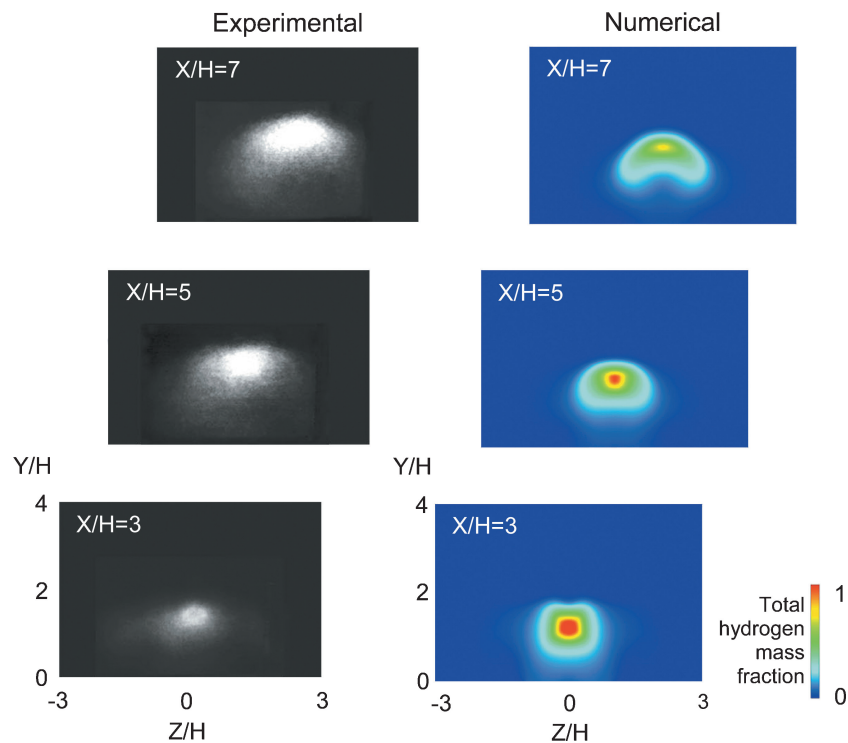 Experimental
Numerical
X/H=7
X/H=7
X/H=5
X/H=5
Y/H
Y/H
4
2
0
X/H=3
-3
0
3
Z/H
4
2
0
X/H=3
-3
0
3
Z/H
Total
hydrogen
mass
fraction
1
0